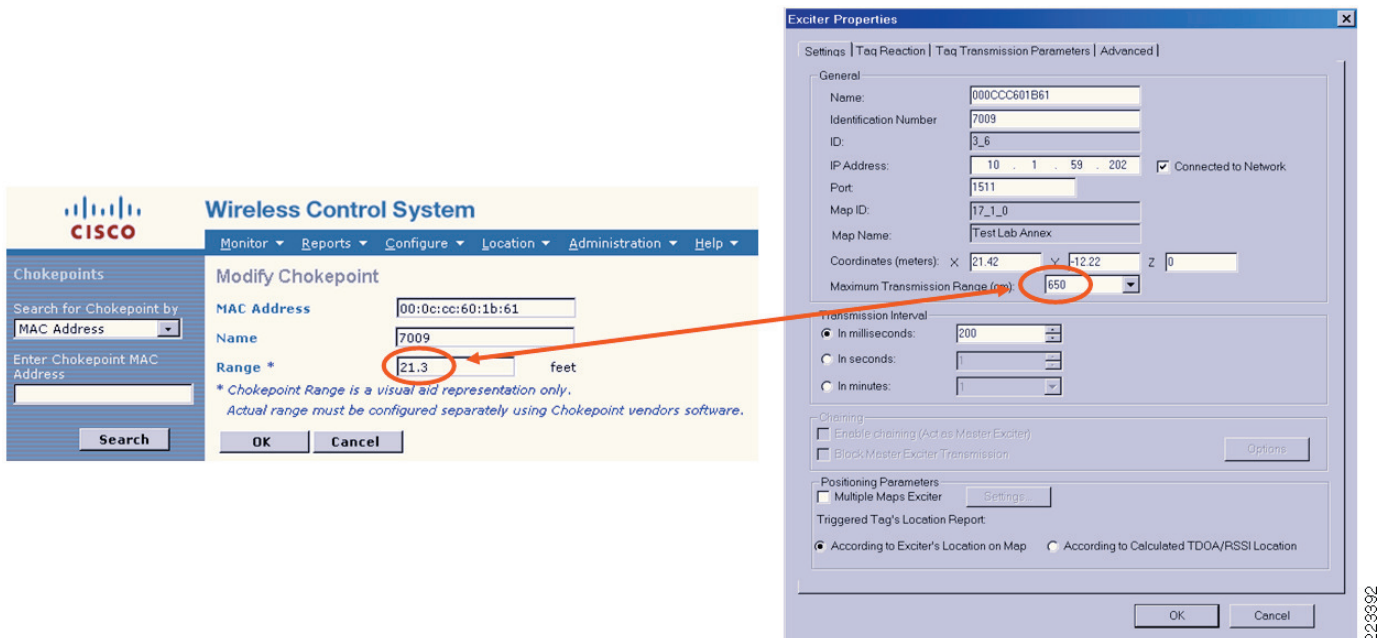 CISCO
Wireless Control System
Monitor Reports Configure Location Administration Help
Chokepoints
Search for Chokepoint by
MAC Address
Enter Chokepoint MAC
Address
Search
Modify Chokepoint
MAC Address 00:0c:cc:60:1b:61
Name 7009
Range * 21.3 feet
* Chokepoint Range is a visual aid representation only.
Actual range must be configured separately using Chokepoint vendors software.
OK Cancel
Exciter Properties
Settings Tag Reaction Tag Transmission Parameters Advanced
General
Name: 000CCC601B61
Identification Number 7009
ID: 3_6
IP Address: 10 . 1 . 59 . 202 Connected to Network
Port: 1511
Map ID: 17_1_0
Map Name: Test Lab Annex
Coordinates (meters): X 21.42 Y -12.22 Z 0
Maximum Transmission Range (cm): 650
Transmission Interval
In milliseconds: 200
In seconds: 1
In minutes: 1
Chaining
Enable chaining (Act as Master Exciter)
Block Master Exciter Transmission
Options
Positioning Parameters
Multiple Maps Exciter Settings...
Triggered Tag's Location Report:
According to Exciter's Location on Map According to Calculated TDOA/RSSI Location
OK Cancel
223392